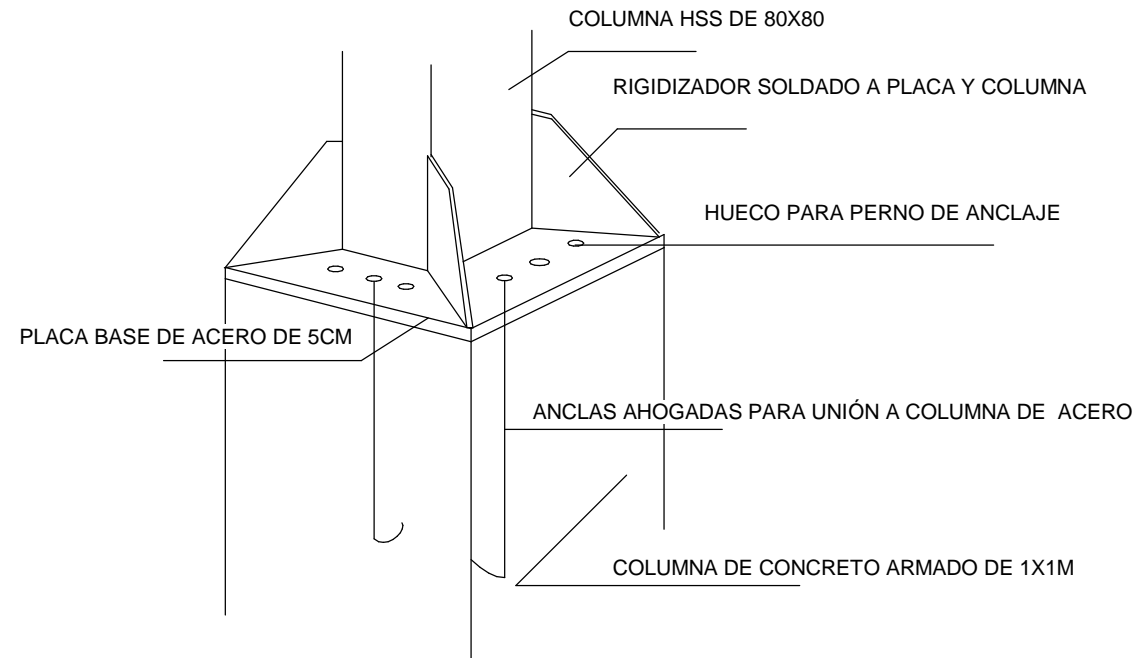 COLUMNA HSS DE 80X80
RIGIDIZADOR SOLDADO A PLACA Y COLUMNA
HUECO PARA PERNO DE ANCLAJE
PLACA BASE DE ACERO DE 5CM
ANCLAS AHOGADAS PARA UNIÓN A COLUMNA DE ACERO
COLUMNA DE CONCRETO ARMADO DE 1X1M